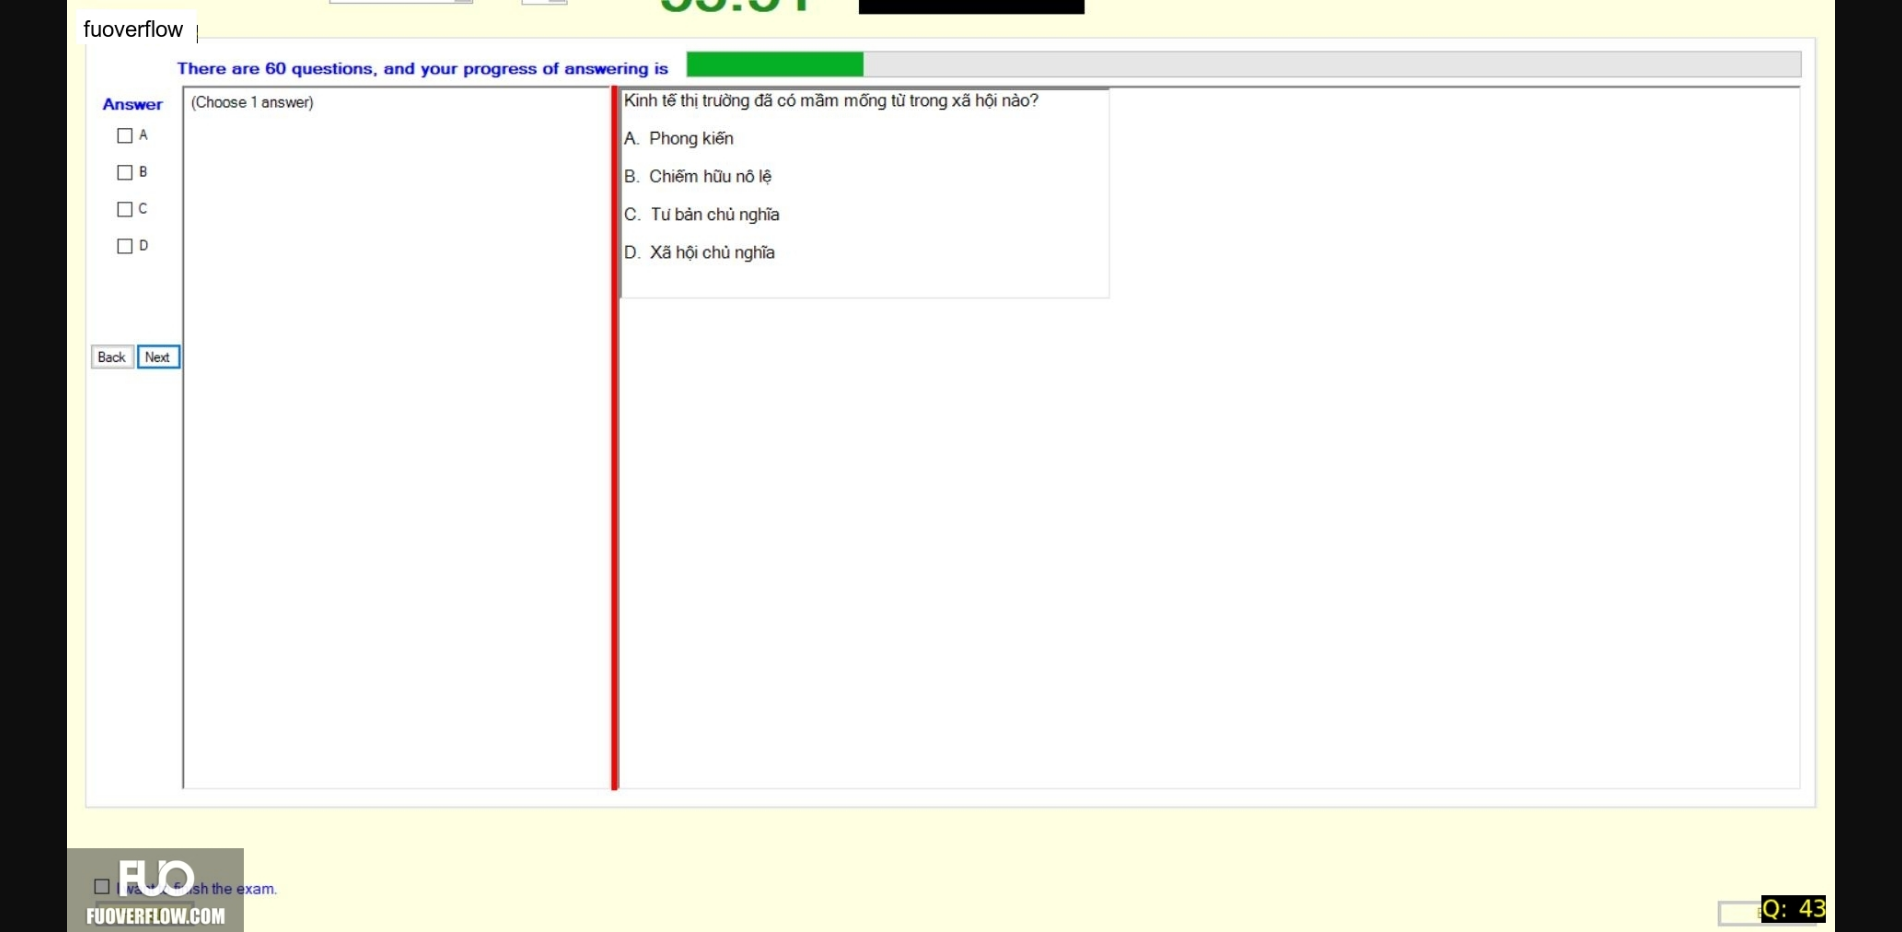 fuoverflow
There are 60 questions, and your progress of answering is
Answer
(Choose 1 answer)
A
B
C
D
Back Next
Kinh tế thị trường đã có mầm mống từ trong xã hội nào?
A. Phong kiến
B. Chiếm hữu nô lệ
C. Tư bản chủ nghĩa
D. Xã hội chủ nghĩa
FUO
sh the exam.
FUOVERFLOW.COM
Q: 43